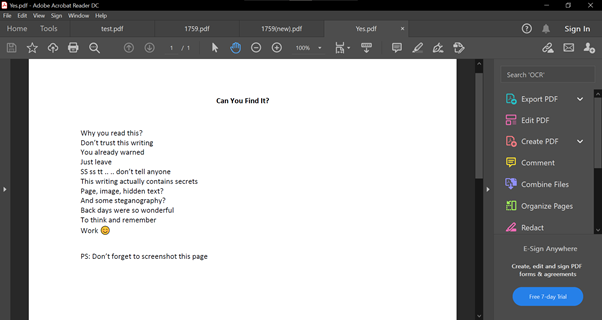 Yes.pdf - Adobe Acrobat Reader DC
File Edit View Sign Window Help
Home Tools test.pdf 1759.pdf 1759(new).pdf Yes.pdf × Sign In
1 / 1 100%
Can You Find It?
Why you read this?
Don't trust this writing
You already warned
Just leave
SS ss tt .. .. don't tell anyone
This writing actually contains secrets
Page, image, hidden text?
And some steganography?
Back days were so wonderful
To think and remember
Work 😊
PS: Don't forget to screenshot this page
Search 'OCR'
Export PDF
Edit PDF
Create PDF
Comment
Combine Files
Organize Pages
Redact
E-Sign Anywhere
Create, edit and sign PDF
forms & agreements
Free 7-day Trial